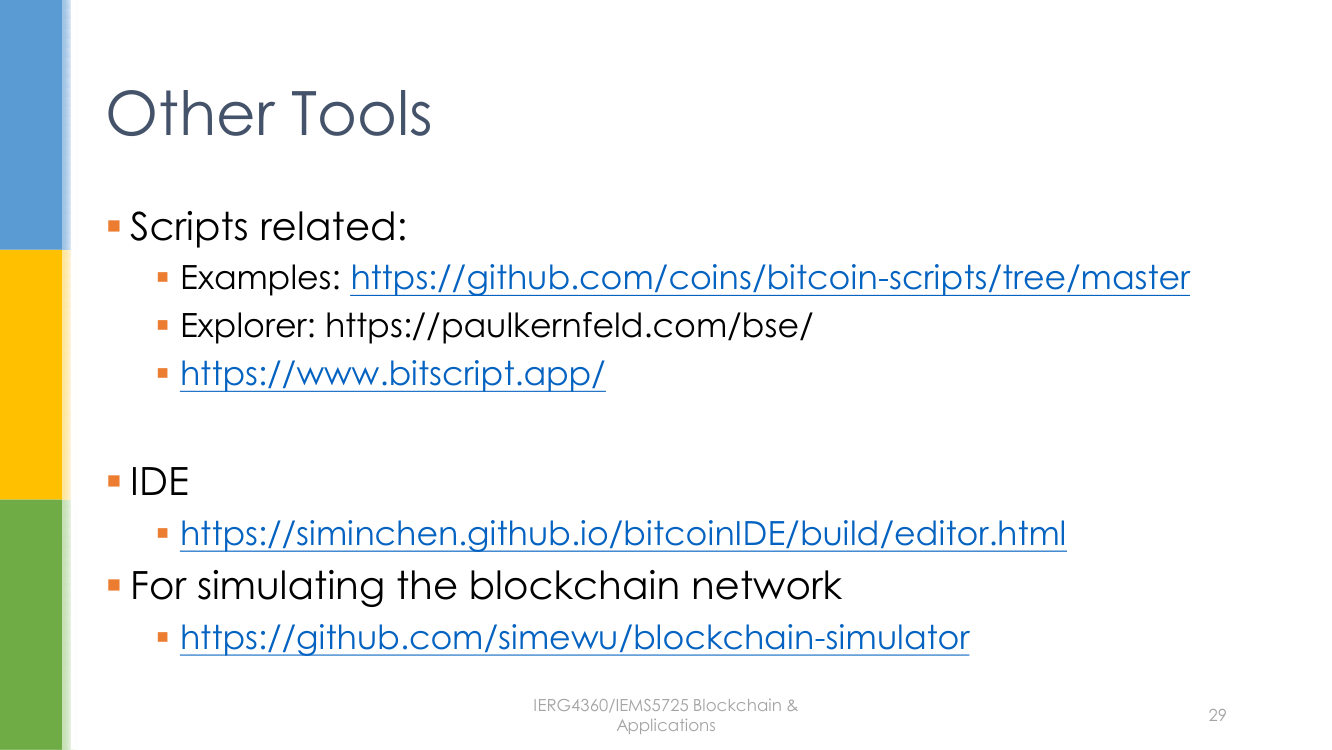 Other Tools
Scripts related:
Examples: https://github.com/coins/bitcoin-scripts/tree/master
Explorer: https://paulkernfeld.com/bse/
https://www.bitscript.app/
IDE
https://siminchen.github.io/bitcoinIDE/build/editor.html
For simulating the blockchain network
https://github.com/simewu/blockchain-simulator
IERG4360/IEMS5725 Blockchain &
Applications
29